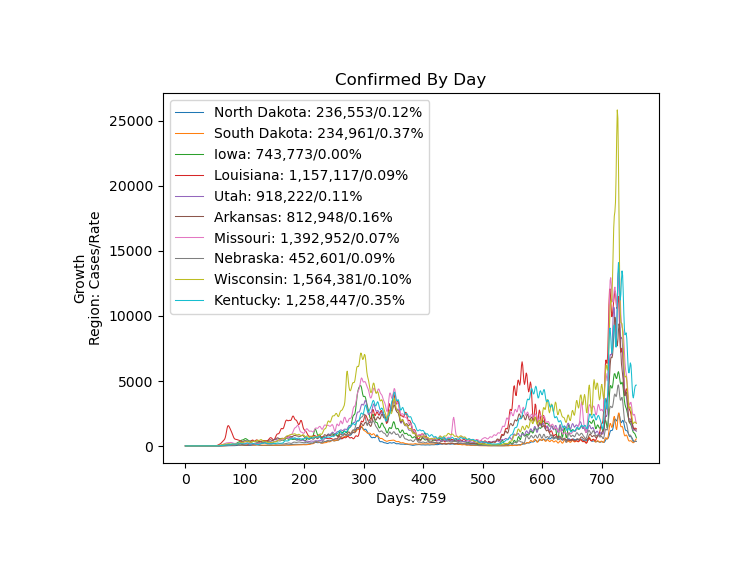 Confirmed By Day
North Dakota: 236,553/0.12%
South Dakota: 234,961/0.37%
Iowa: 743,773/0.00%
Louisiana: 1,157,117/0.09%
Utah: 918,222/0.11%
Arkansas: 812,948/0.16%
Missouri: 1,392,952/0.07%
Nebraska: 452,601/0.09%
Wisconsin: 1,564,381/0.10%
Kentucky: 1,258,447/0.35%
Growth
Region: Cases/Rate
25000
20000
15000
10000
5000
0
0 100 200 300 400 500 600 700
Days: 759